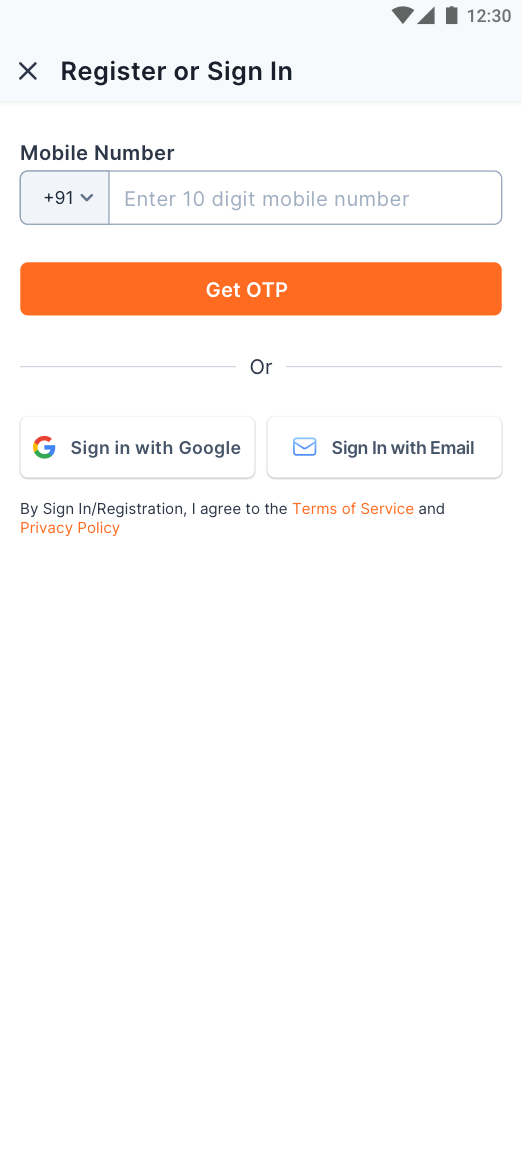 12:30
Register or Sign In
Mobile Number
+91 Enter 10 digit mobile number
Get OTP
Or
Sign in with Google Sign In with Email
By Sign In/Registration, I agree to the Terms of Service and
Privacy Policy